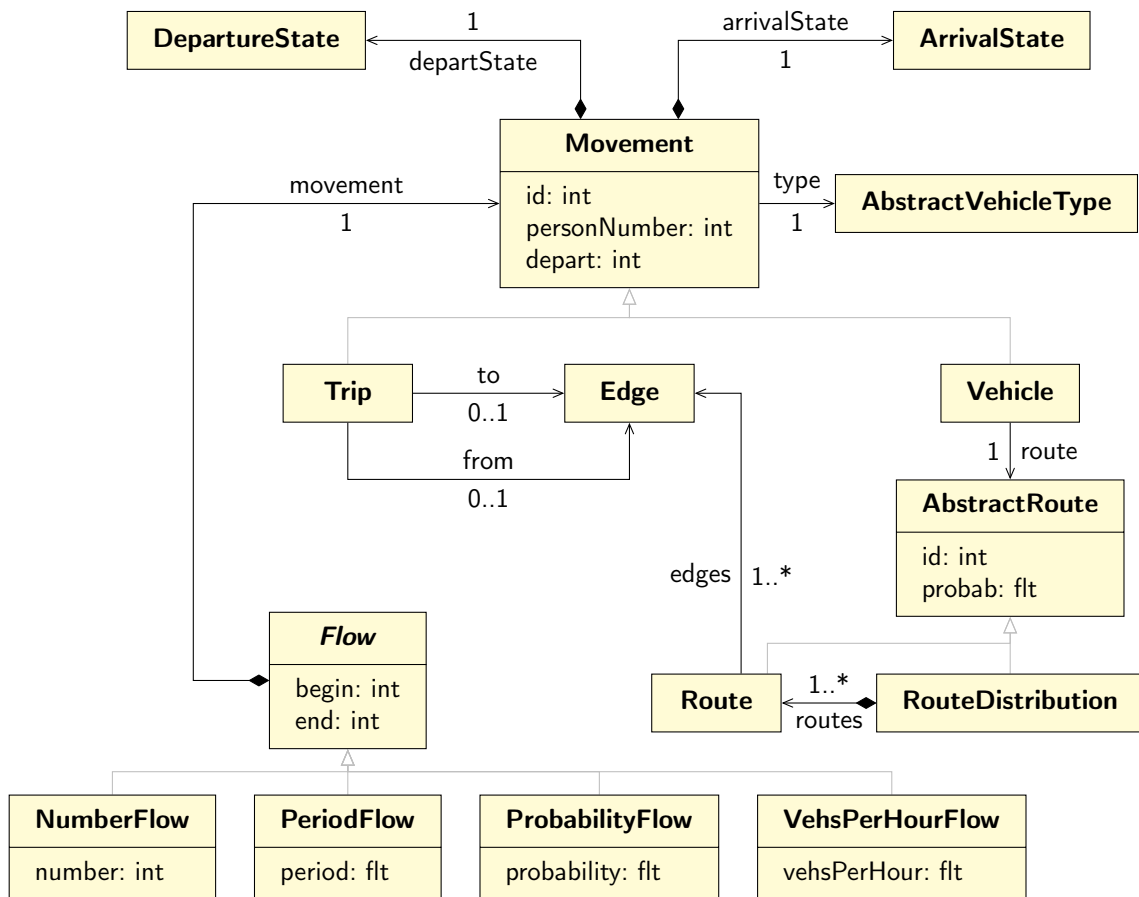 1
arrivalState
DepartureState
ArrivalState
departState
1
Movement
movement
type
id: int
AbstractVehicleType
1
personNumber: int
1
depart: int
to
Trip
Edge
Vehicle
0..1
from
1
route
0..1
AbstractRoute
id: int
edges
1..*
probab: flt
Flow
begin: int
1..*
Route
RouteDistribution
end: int
routes
NumberFlow
PeriodFlow
ProbabilityFlow
VehsPerHourFlow
number: int
period: flt
probability: flt
vehsPerHour: flt